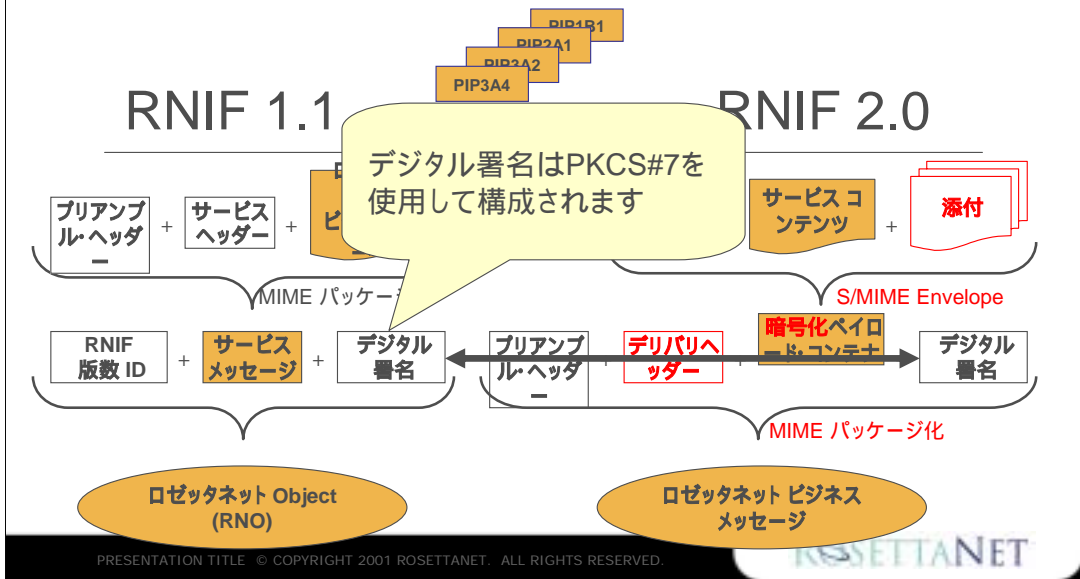 PIP1B1
PIP2A1
PIP3A2
PIP3A4
RNIF 1.1
RNIF 2.0
デジタル署名はPKCS#7を
使用して構成されます
プリアンブ
ル・ヘッダ
ー
+
サービス
ヘッダー
+
サービス コ
ンテンツ
+
添付
MIME パッケージ
S/MIME Envelope
RNIF
版数 ID
+
サービス
メッセージ
+
デジタル
署名
プリアンブ
ル・ヘッダ
ー
+
デリバリヘ
ッダー
+
暗号化ペイロ
ード・コンテナ
デジタル
署名
MIME パッケージ化
ロゼッタネット Object
(RNO)
ロゼッタネット ビジネス
メッセージ
PRESENTATION TITLE © COPYRIGHT 2001 ROSETTANET. ALL RIGHTS RESERVED.
ROSETTANET